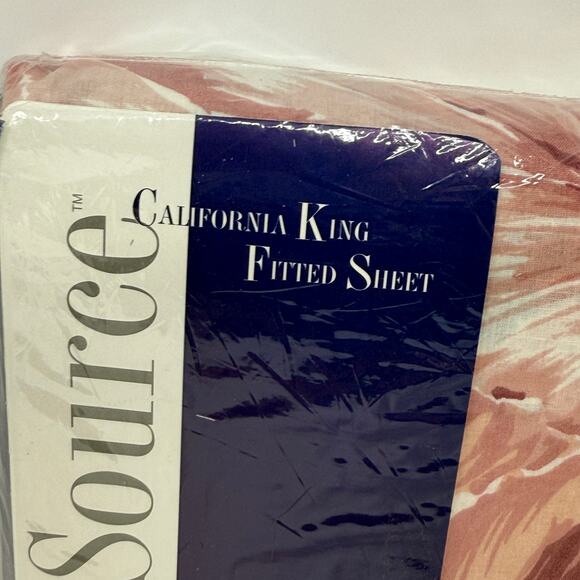 Source™
California King
Fitted Sheet